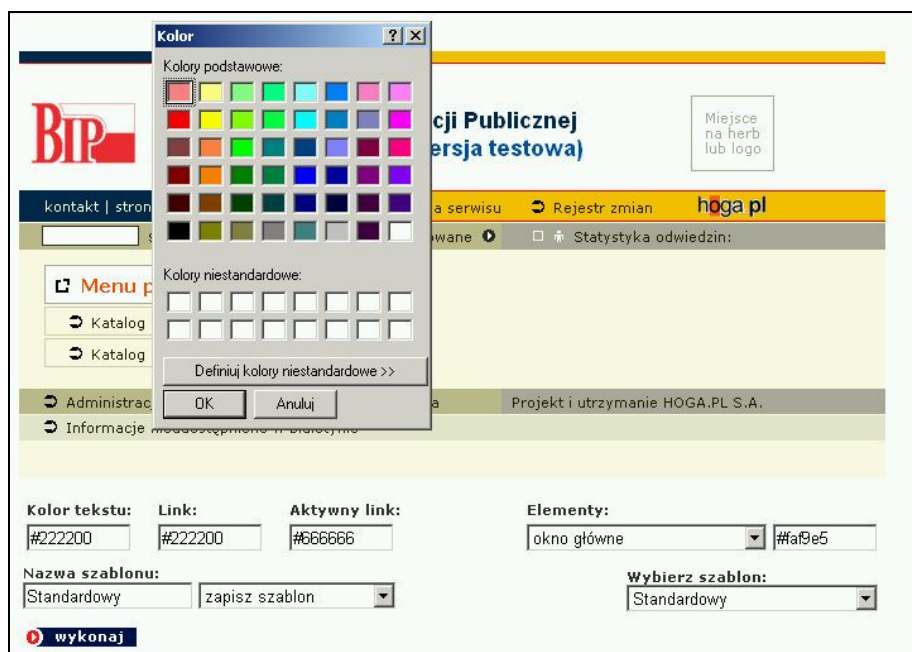 Kolor
Kolory podstawowe:
BIP
cji Publicznej
ersja testowa)
Miejsce
na herb
lub logo
kontakt | stron
a serwisu
Rejestr zmian
hoga.pl
s
wane
Statystyka odwiedzin:
Kolory niestandardowe:
Menu p
Katalog
Katalog
Definiuj kolory niestandardowe >>
OK
Anuluj
Administrac
a
Projekt i utrzymanie HOGA.PL S.A.
Informacje
Kolor tekstu:
Link:
Aktywny link:
Elementy:
#222200
#222200
#666666
okno główne
#faf9e5
Nazwa szablonu:
Wybierz szablon:
Standardowy
zapisz szablon
Standardowy
wykonaj